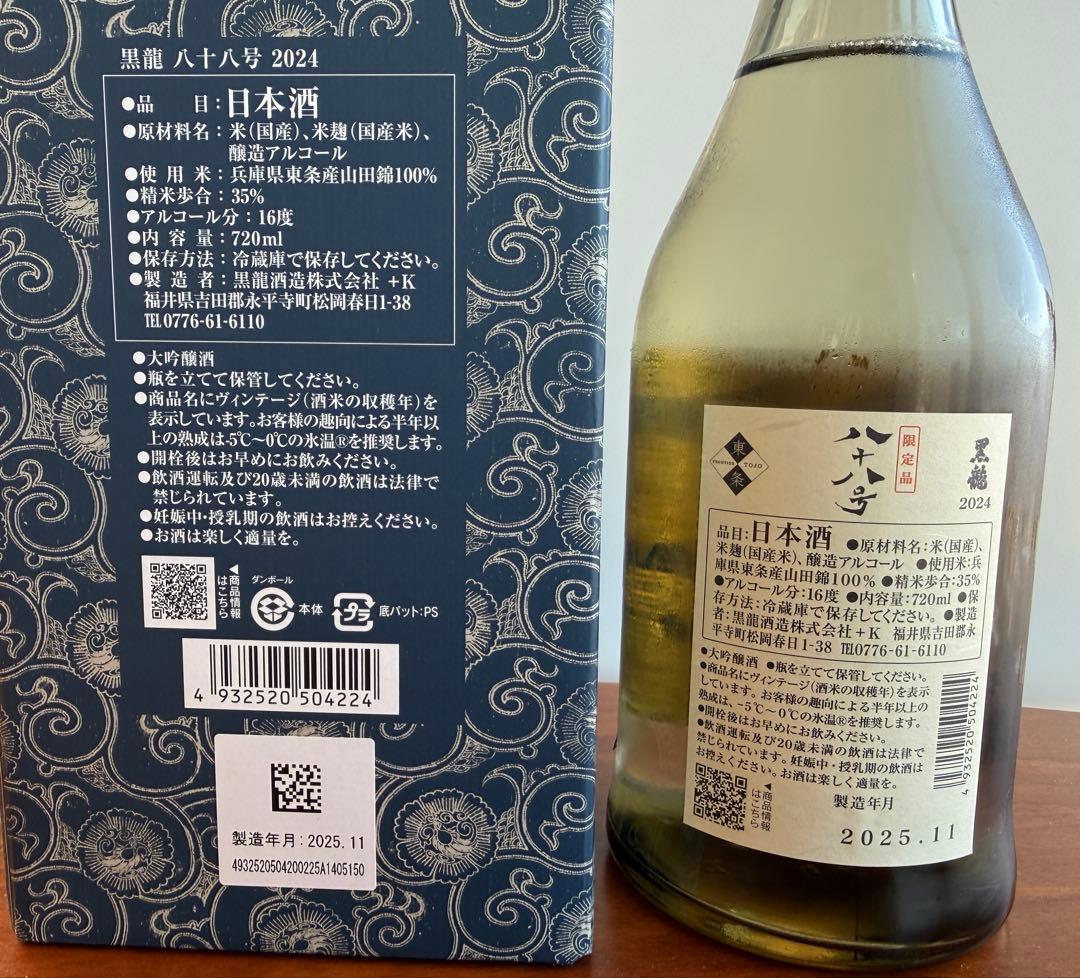 黒龍 八十八号 2024
●品　　目：日本酒
●原材料名：米（国産）、米麹（国産米）、
醸造アルコール
●使 用 米：兵庫県東条産山田錦100%
●精米歩合：35%
●アルコール分：16度
●内 容 量：720ml
●保存方法：冷蔵庫で保存してください。
●製 造 者：黒龍酒造株式会社 +K
福井県吉田郡永平寺町松岡春日1-38
TEL0776-61-6110
●大吟醸酒
●瓶を立てて保管してください。
●商品名にヴィンテージ（酒米の収穫年）を
表示しています。お客様の趣向による半年以
上の熟成は-5℃〜0℃の氷温®を推奨します。
●開栓後はお早めにお飲みください。
●飲酒運転及び20歳未満の飲酒は法律で
禁じられています。
●妊娠中・授乳期の飲酒はお控えください。
●お酒は楽しく適量を。
▲商品情報
はこちら
ダンボール
本体
プラ
底パット：PS
4 932520 504224
製造年月：2025.11
4932520504200225A1405150
黒龍
2024
限定品
八十八号
東条
FRONTIER TOJO
品目：日本酒 ●原材料名：米（国産）、
米麹（国産米）、醸造アルコール ●使用米：兵
庫県東条産山田錦100% ●精米歩合：35%
●アルコール分：16度 ●内容量：720ml ●保
存方法：冷蔵庫で保存してください。 ●製造
者：黒龍酒造株式会社+K 福井県吉田郡永
平寺町松岡春日1-38 TEL0776-61-6110
●大吟醸酒 ●瓶を立てて保管してください。
●商品名にヴィンテージ（酒米の収穫年）を表示
しています。お客様の趣向による半年以上の
熟成は、-5℃〜0℃の氷温®を推奨します。
●開栓後はお早めにお飲みください。
●飲酒運転及び20歳未満の飲酒は法律で
禁じられています。妊娠中・授乳期の飲酒は
お控えください。お酒は楽しく適量を。
▲商品情報
はこちら
4 932520 504224
製造年月
2025.11